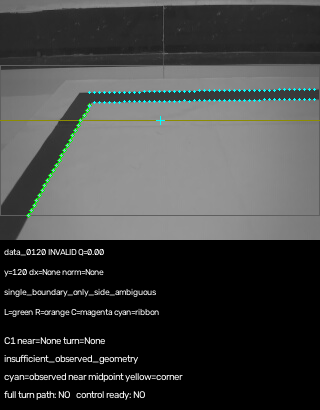 data_0120 INVALID Q=0.00
y=120 dx=None norm=None
single_boundary_only_side_ambiguous
L=green R=orange C=magenta cyan=ribbon
C1 near=None turn=None
insufficient_observed_geometry
cyan=observed near midpoint yellow=corner
full turn path: NO control ready: NO